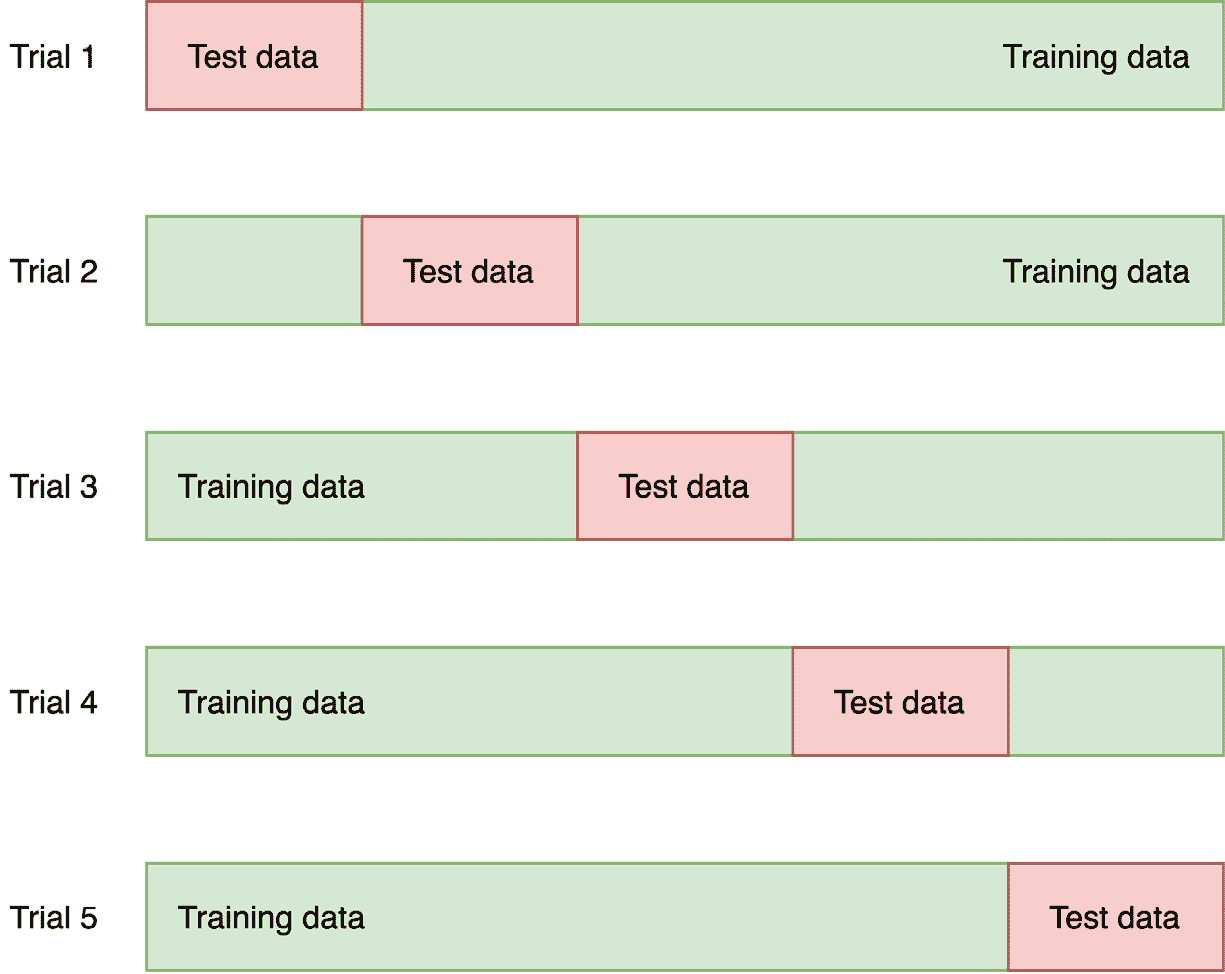 Trial 1 Test data Training data
Trial 2 Test data Training data
Trial 3 Training data Test data
Trial 4 Training data Test data
Trial 5 Training data Test data